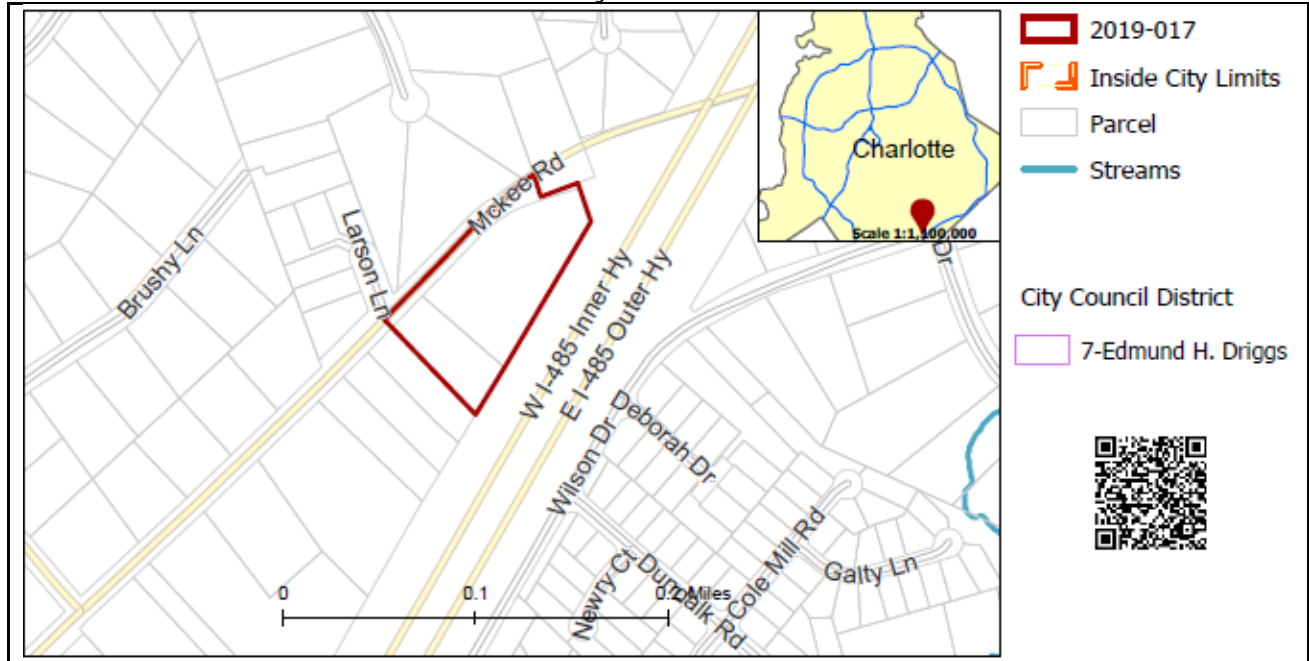 2019-017
Inside City Limits
Parcel
Streams
City Council District
7-Edmund H. Driggs
Charlotte
Scale 1:1,100,000
Mckee Rd
Larson Ln
Brushy Ln
W I-485 Inner Hy
E I-485 Outer Hy
Dr
Wilson Dr
Deborah Dr
Cole Mill Rd
Galty Ln
Newry Ct
Dundalk Rd
0 0.1 0.2 Miles